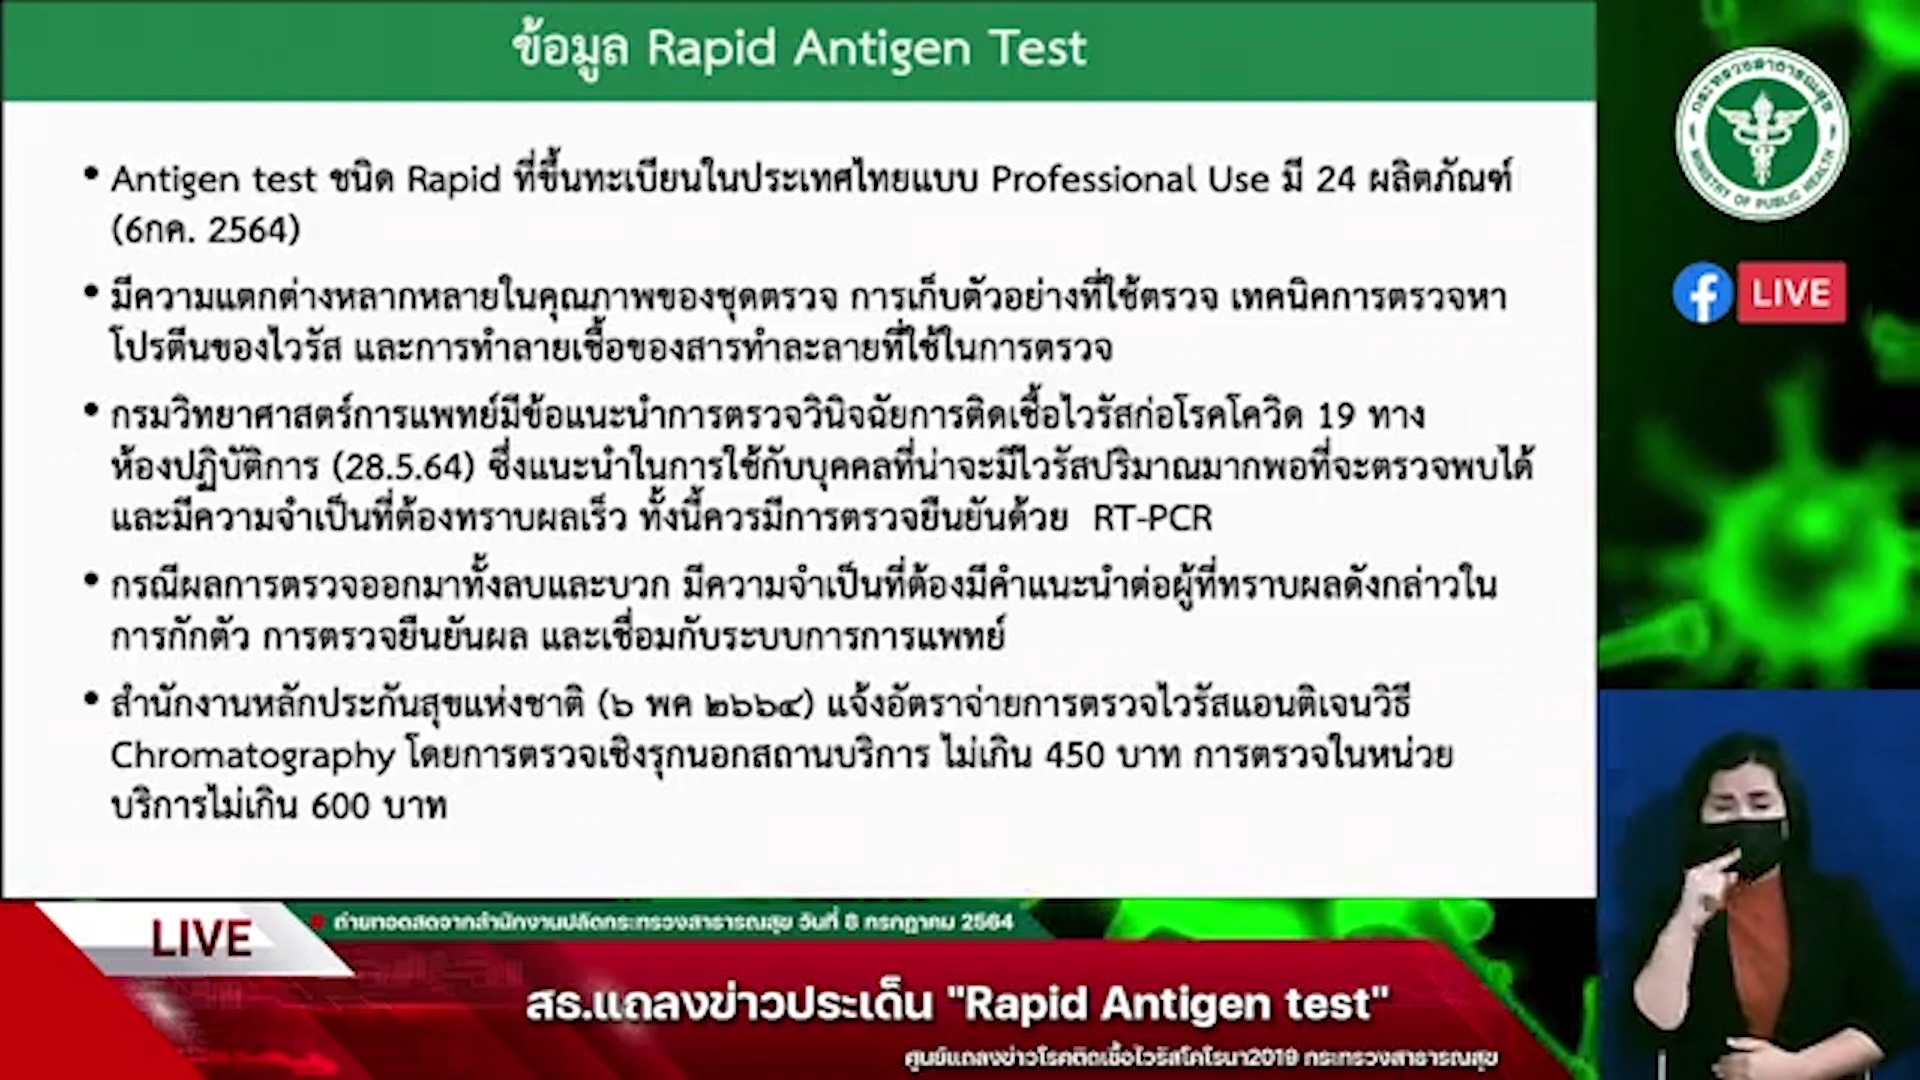 ข้อมูล Rapid Antigen Test
• Antigen test ชนิด Rapid ที่ขึ้นทะเบียนในประเทศไทยแบบ Professional Use มี 24 ผลิตภัณฑ์
(6กค. 2564)
• มีความแตกต่างหลากหลายในคุณภาพของชุดตรวจ การเก็บตัวอย่างที่ใช้ตรวจ เทคนิคการตรวจหา
โปรตีนของไวรัส และการทำลายเชื้อของสารทำละลายที่ใช้ในการตรวจ
• กรมวิทยาศาสตร์การแพทย์มีข้อแนะนำการตรวจวินิจฉัยการติดเชื้อไวรัสก่อโรคโควิด 19 ทาง
ห้องปฏิบัติการ (28.5.64) ซึ่งแนะนำในการใช้กับบุคคลที่น่าจะมีไวรัสปริมาณมากพอที่จะตรวจพบได้
และมีความจำเป็นที่ต้องทราบผลเร็ว ทั้งนี้ควรมีการตรวจยืนยันด้วย RT-PCR
• กรณีผลการตรวจออกมาทั้งลบและบวก มีความจำเป็นที่ต้องมีคำแนะนำต่อผู้ที่ทราบผลดังกล่าวใน
การกักตัว การตรวจยืนยันผล และเชื่อมกับระบบการการแพทย์
• สำนักงานหลักประกันสุขแห่งชาติ (๖ พค ๒๖๖๔) แจ้งอัตราจ่ายการตรวจไวรัสแอนติเจนวิธี
Chromatography โดยการตรวจเชิงรุกนอกสถานบริการ ไม่เกิน 450 บาท การตรวจในหน่วย
บริการไม่เกิน 600 บาท
กระทรวงสาธารณสุข
MINISTRY OF PUBLIC HEALTH
f LIVE
LIVE
ถ่ายทอดสดจากสำนักงานปลัดกระทรวงสาธารณสุข วันที่ 8 กรกฎาคม 2564
สธ.แถลงข่าวประเด็น "Rapid Antigen test"
ศูนย์แถลงข่าวโรคติดเชื้อไวรัสโคโรนา2019 กระทรวงสาธารณสุข